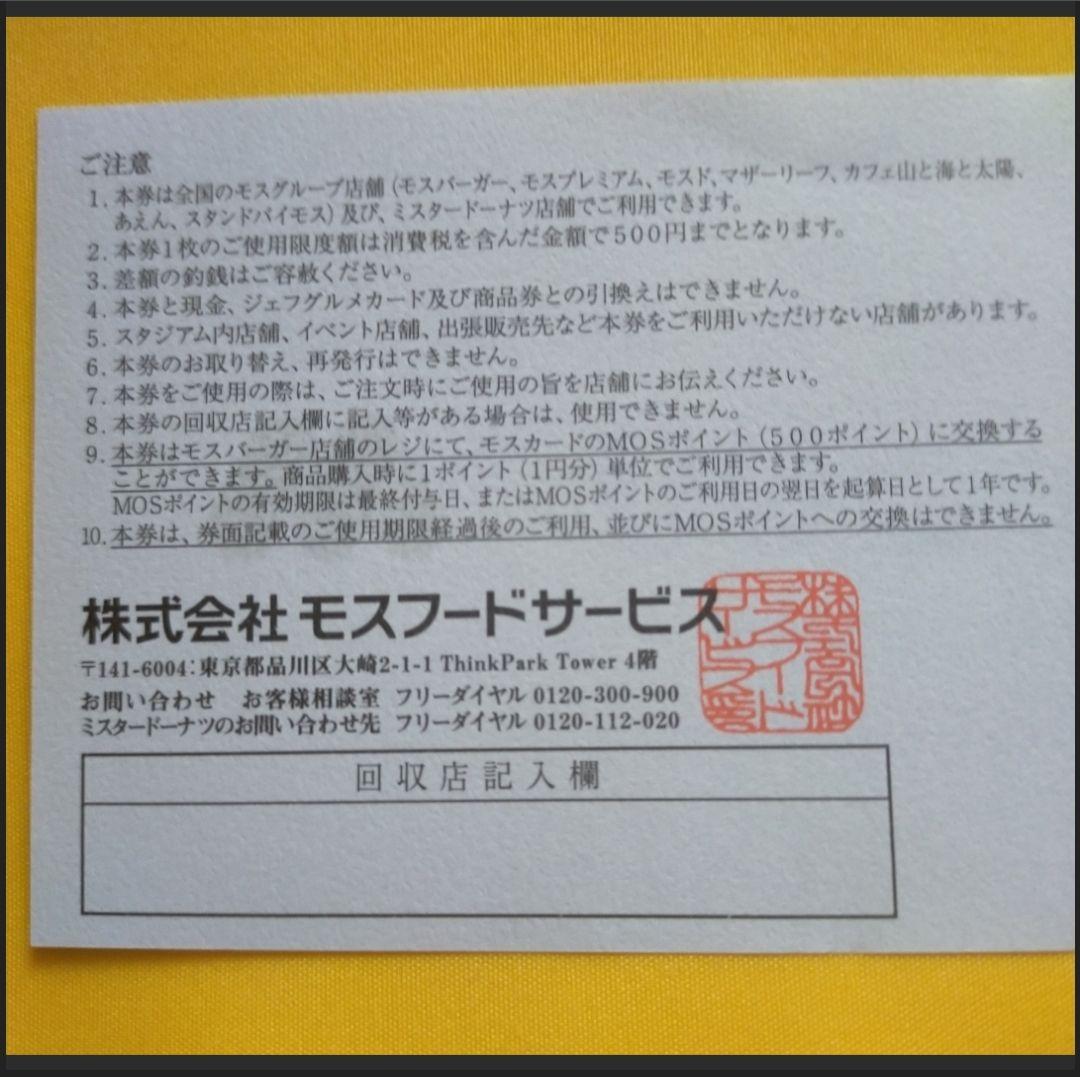 ご注意
1. 本券は全国のモスグループ店舗（モスバーガー、モスプレミアム、モスド、マザーリーフ、カフェ山と海と太陽、
あえん、スタンドバイモス）及び、ミスタードーナツ店舗でご利用できます。
2. 本券1枚のご使用限度額は消費税を含んだ金額で500円までとなります。
3. 差額の釣銭はご容赦ください。
4. 本券と現金、ジェフグルメカード及び商品券との引換えはできません。
5. スタジアム内店舗、イベント店舗、出張販売先など本券をご利用いただけない店舗があります。
6. 本券のお取り替え、再発行はできません。
7. 本券をご使用の際は、ご注文時にご使用の旨を店舗にお伝えください。
8. 本券の回収店記入欄に記入等がある場合は、使用できません。
9. 本券はモスバーガー店舗のレジにて、モスカードのMOSポイント（500ポイント）に交換する
ことができます。商品購入時に1ポイント（1円分）単位でご利用できます。
MOSポイントの有効期限は最終付与日、またはMOSポイントのご利用日の翌日を起算日として1年です。
10. 本券は、券面記載のご使用期限経過後のご利用、並びにMOSポイントへの交換はできません。
株式会社 モスフードサービス
〒141-6004：東京都品川区大崎2-1-1 ThinkPark Tower 4階
お問い合わせ お客様相談室 フリーダイヤル 0120-300-900
ミスタードーナツのお問い合わせ先 フリーダイヤル 0120-112-020
回収店記入欄